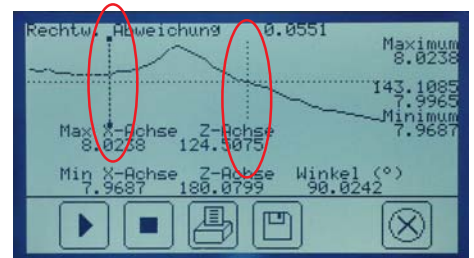 Rechtw. Abweichung 0.0551
Maximum
8.0238
143.1085
7.9965
Minimum
7.9687
Max X-Achse Z-Achse
8.0238 124.5075
Min X-Achse Z-Achse Winkel (°)
7.9687 180.0799 90.0242